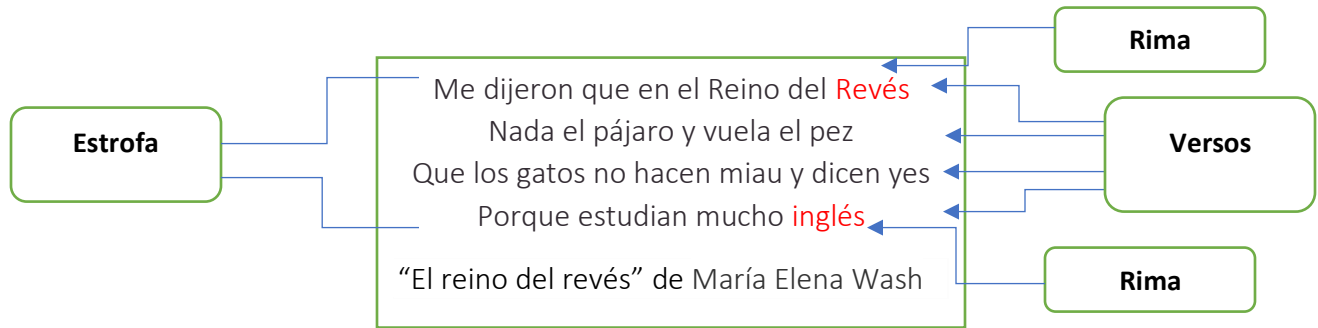 Rima
Me dijeron que en el Reino del Revés
Nada el pájaro y vuela el pez
Estrofa
Versos
Que los gatos no hacen miau y dicen yes
Porque estudian mucho inglés
“El reino del revés” de María Elena Wash
Rima